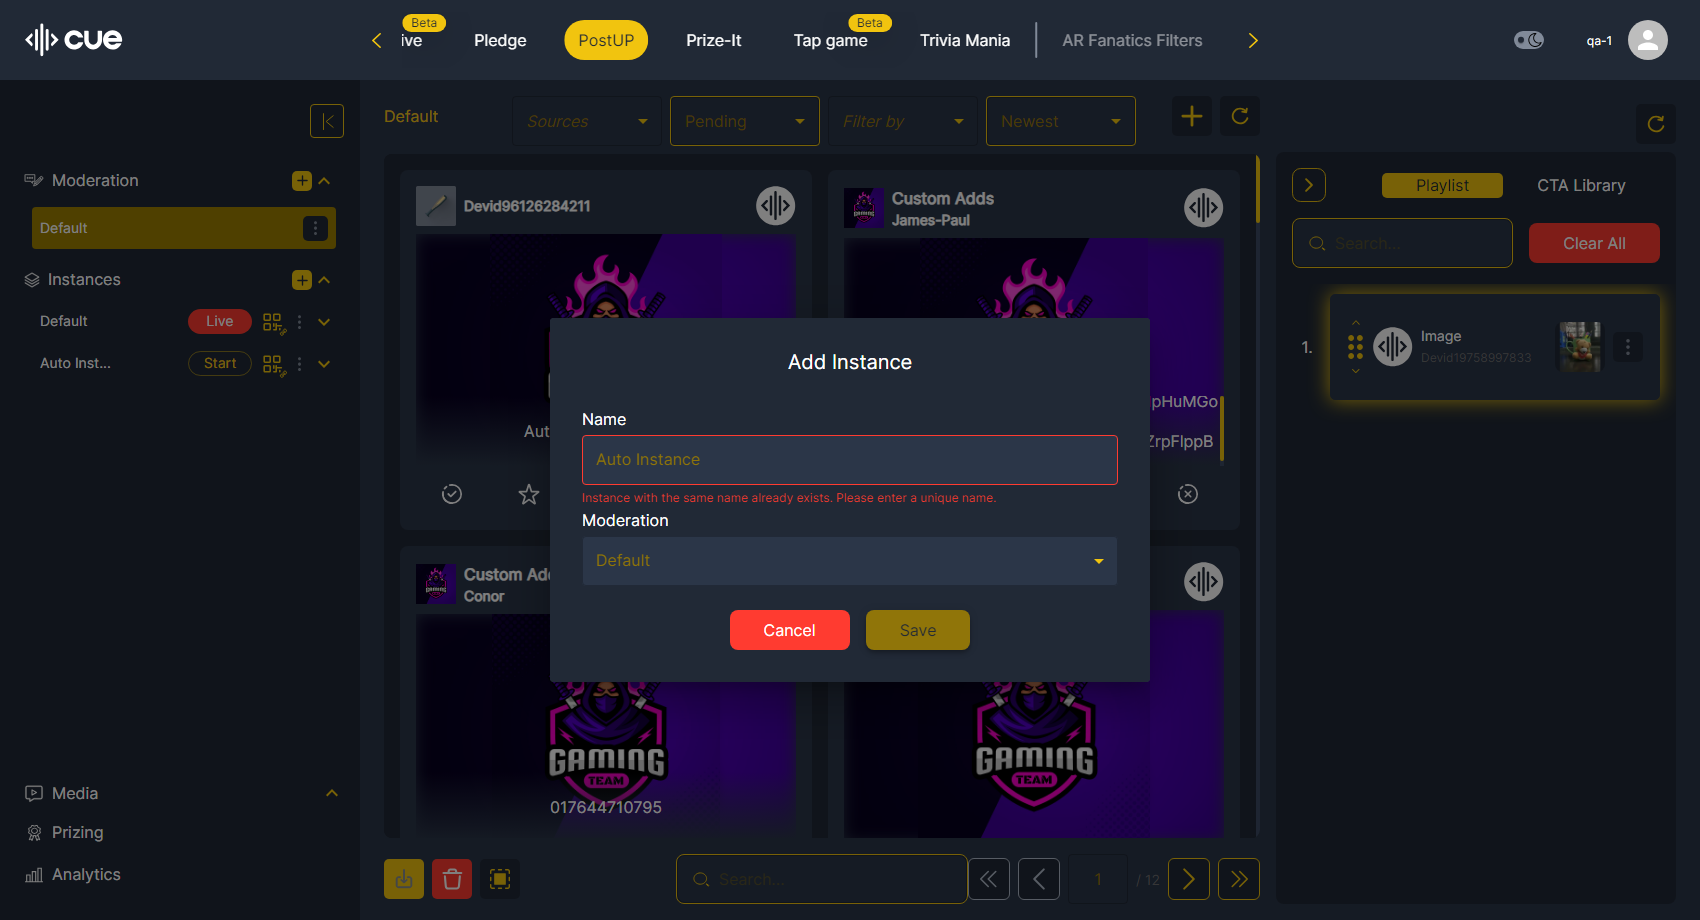 cue
Beta
ive
Pledge
PostUP
Prize-It
Beta
Tap game
Trivia Mania
AR Fanatics Filters
qa-1
Moderation
Default
Instances
Default
Live
Auto Inst...
Start
Media
Prizing
Analytics
Default
Sources
Pending
Filter by
Newest
Devid96126284211
Aut
Custom Adds
James-Paul
pHuMGo
ZrpFlppB
Custom Add
Conor
GAMING
TEAM
017644710795
GAMING
TEAM
Add Instance
Name
Auto Instance
Instance with the same name already exists. Please enter a unique name.
Moderation
Default
Cancel
Save
Search...
1
/ 12
Playlist
CTA Library
Search...
Clear All
1.
Image
Devid19758997833